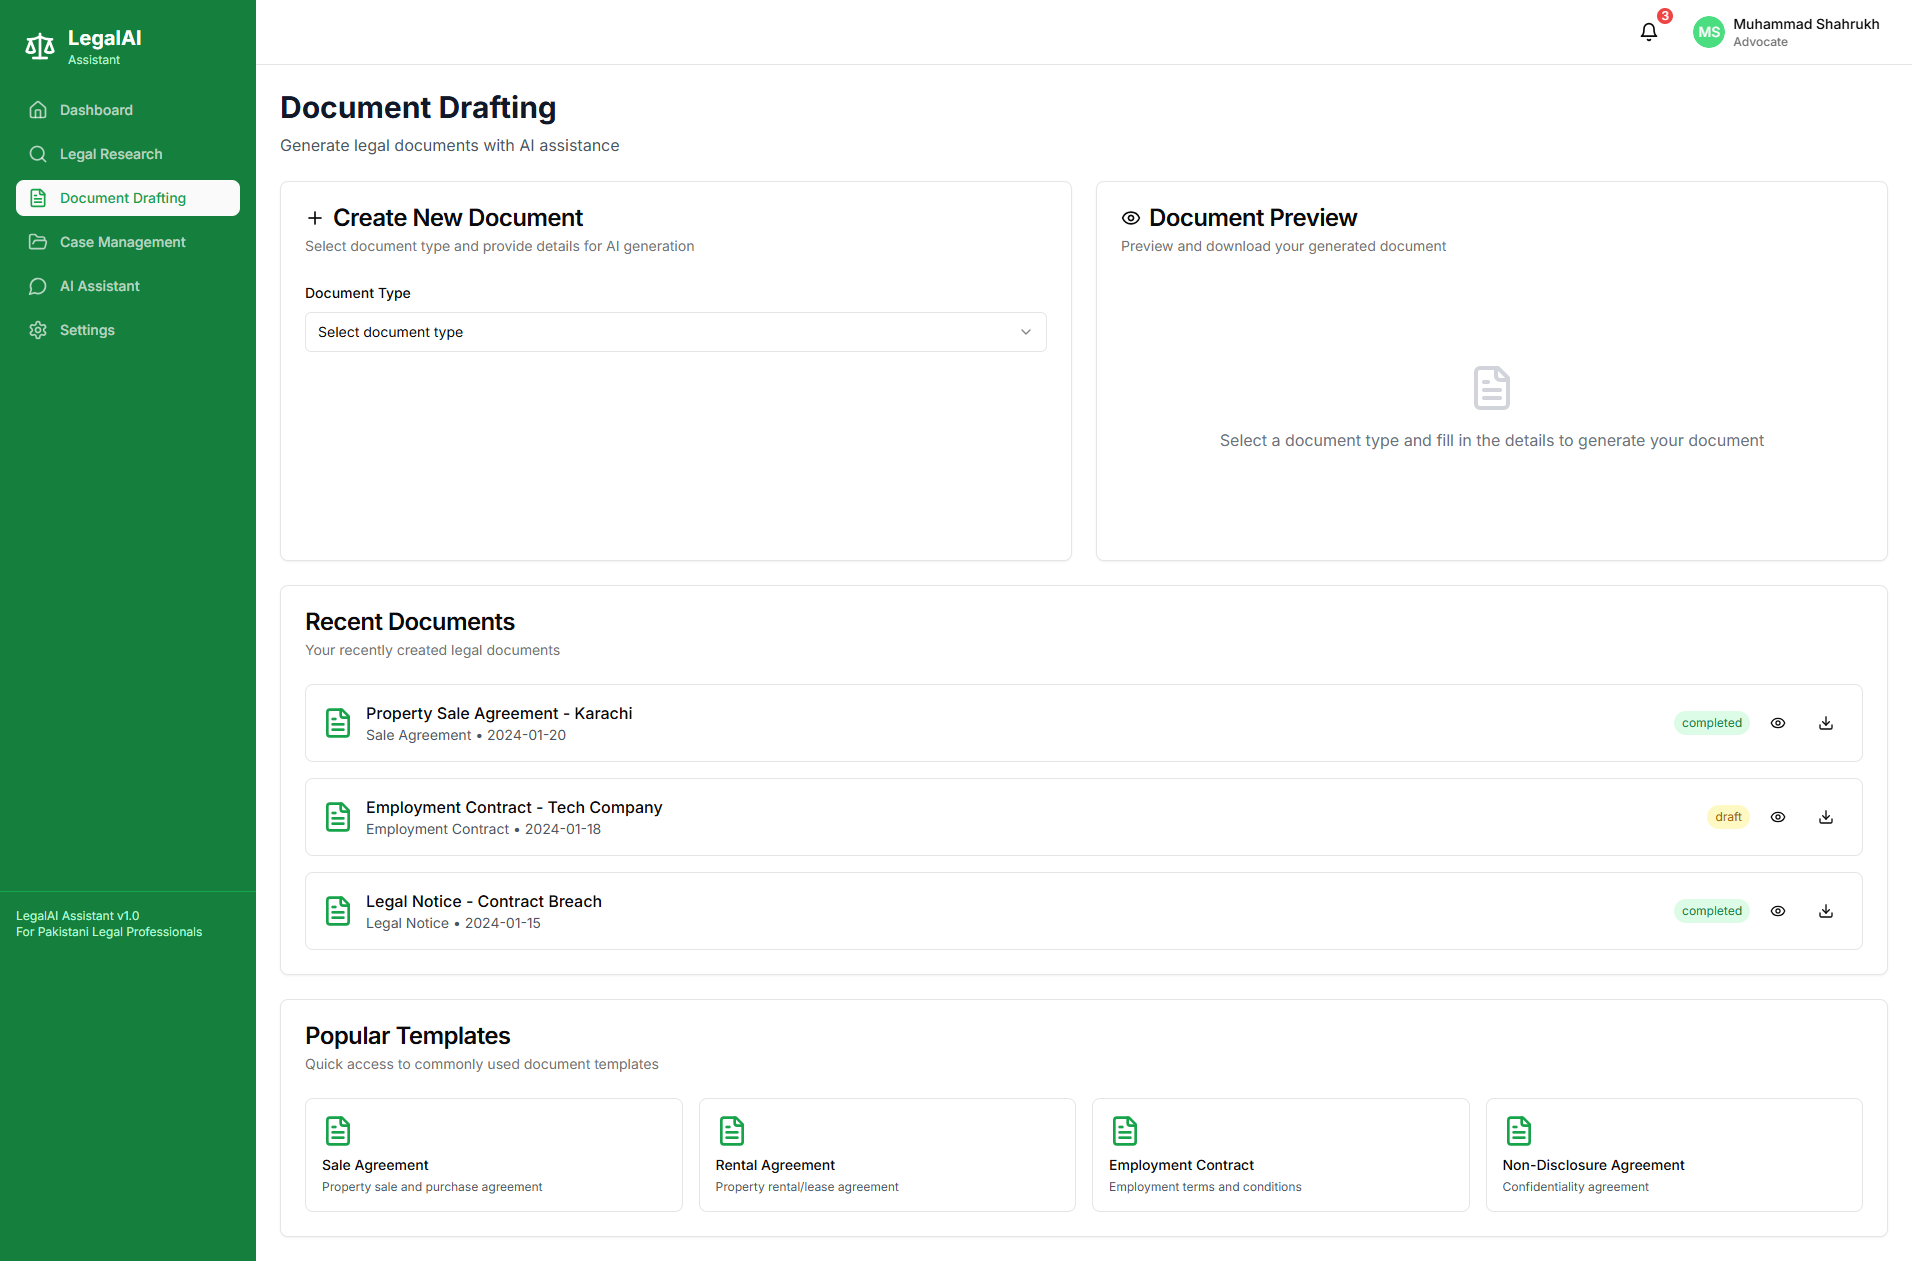 LegalAI
Assistant
Dashboard
Legal Research
Document Drafting
Case Management
AI Assistant
Settings
LegalAI Assistant v1.0
For Pakistani Legal Professionals
3
MS
Muhammad Shahrukh
Advocate
Document Drafting
Generate legal documents with AI assistance
Create New Document
Select document type and provide details for AI generation
Document Type
Select document type
Document Preview
Preview and download your generated document
Select a document type and fill in the details to generate your document
Recent Documents
Your recently created legal documents
Property Sale Agreement - Karachi
Sale Agreement • 2024-01-20
completed
Employment Contract - Tech Company
Employment Contract • 2024-01-18
draft
Legal Notice - Contract Breach
Legal Notice • 2024-01-15
completed
Popular Templates
Quick access to commonly used document templates
Sale Agreement
Property sale and purchase agreement
Rental Agreement
Property rental/lease agreement
Employment Contract
Employment terms and conditions
Non-Disclosure Agreement
Confidentiality agreement